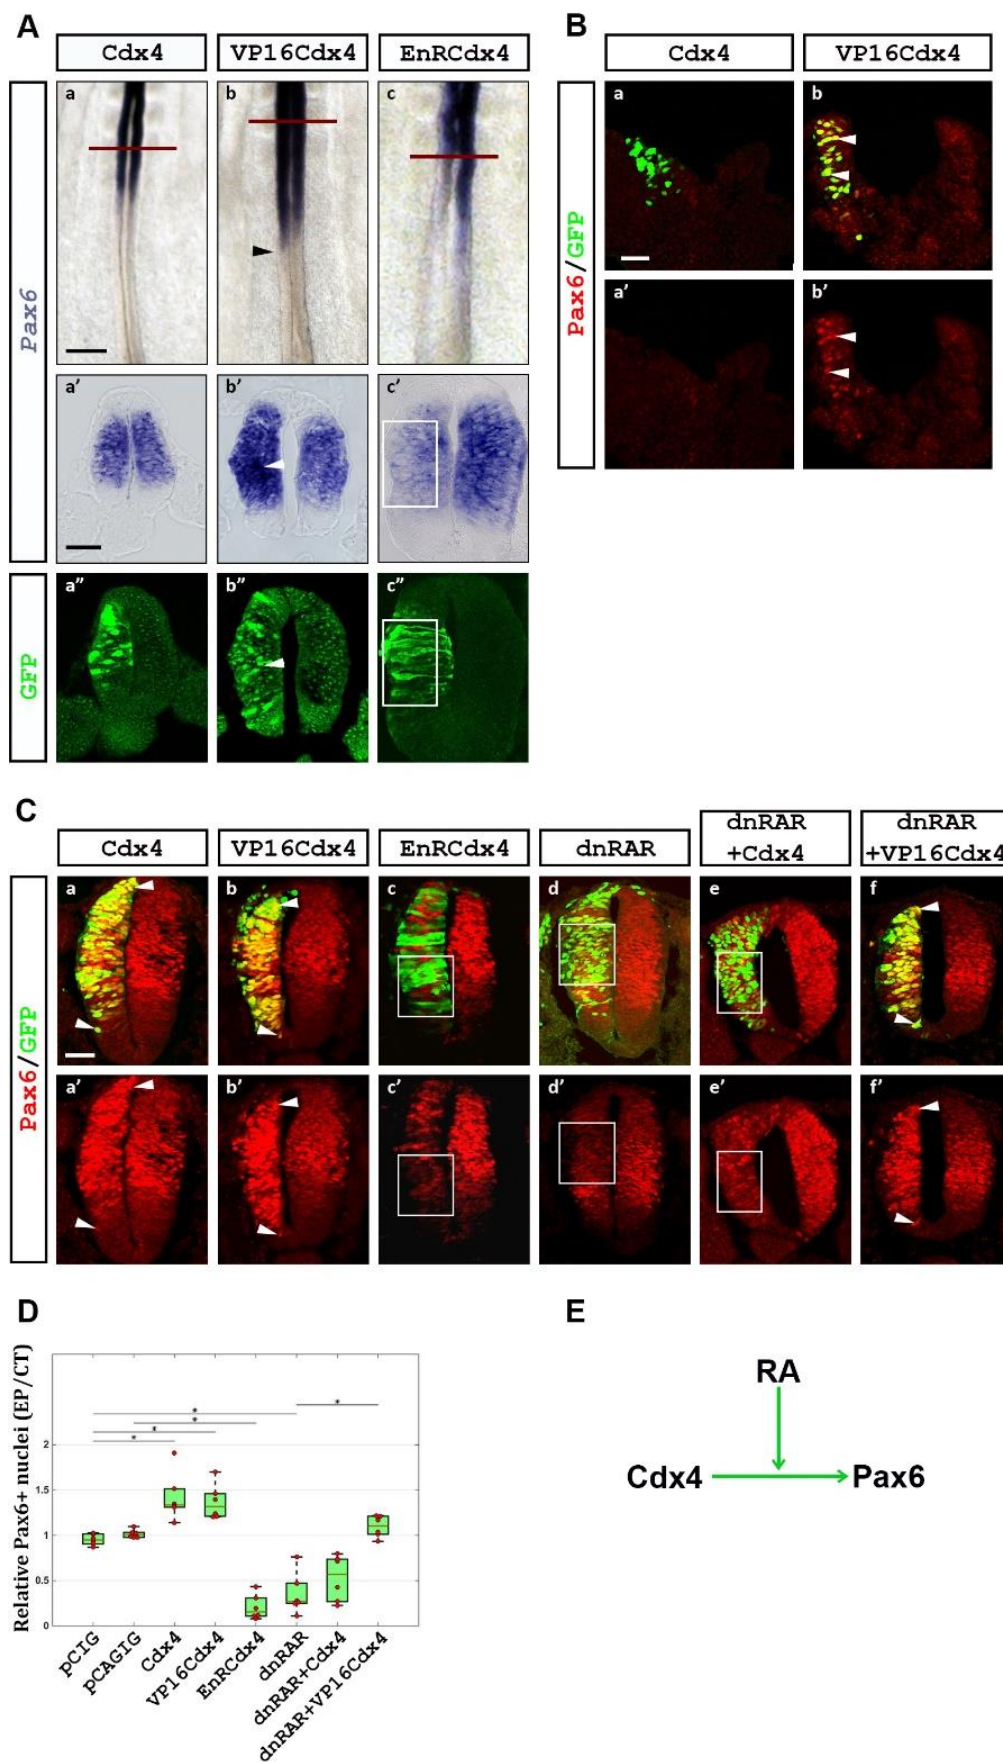 A
Cdx4 VP16Cdx4 EnRCdx4
Pax6
a b c
a’ b’ c’
GFP
a” b” c”
B
Cdx4 VP16Cdx4
Pax6/GFP
a b
a’ b’
C
Cdx4 VP16Cdx4 EnRCdx4 dnRAR dnRAR +Cdx4 dnRAR +VP16Cdx4
Pax6/GFP
a b c d e f
a’ b’ c’ d’ e’ f’
D
Relative Pax6+ nuclei (EP/CT)
* * * * *
2
1.5
1
0.5
0
pCIG
pCAGIG
Cdx4
VP16Cdx4
EnRCdx4
dnRAR
dnRAR+Cdx4
dnRAR+VP16Cdx4
E
RA
Cdx4 Pax6